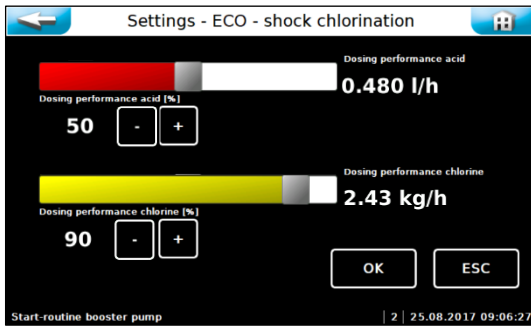 Settings - ECO - shock chlorination
Dosing performance acid
0.480 l/h
Dosing performance acid [%]
50 - +
Dosing performance chlorine
2.43 kg/h
Dosing performance chlorine [%]
90 - +
OK ESC
Start-routine booster pump | 2 | 25.08.2017 09:06:27